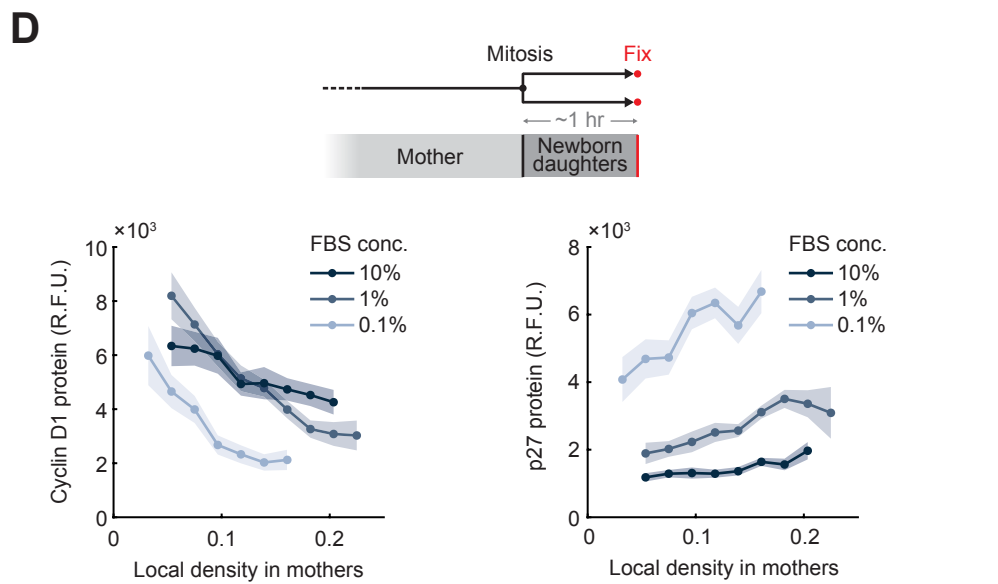 D
Mitosis
Fix
~1 hr
Mother
Newborn
daughters
×10³
10
8
6
4
2
0
0
0.1
0.2
Cyclin D1 protein (R.F.U.)
Local density in mothers
FBS conc.
10%
1%
0.1%
×10³
8
6
4
2
0
0
0.1
0.2
p27 protein (R.F.U.)
Local density in mothers
FBS conc.
10%
1%
0.1%